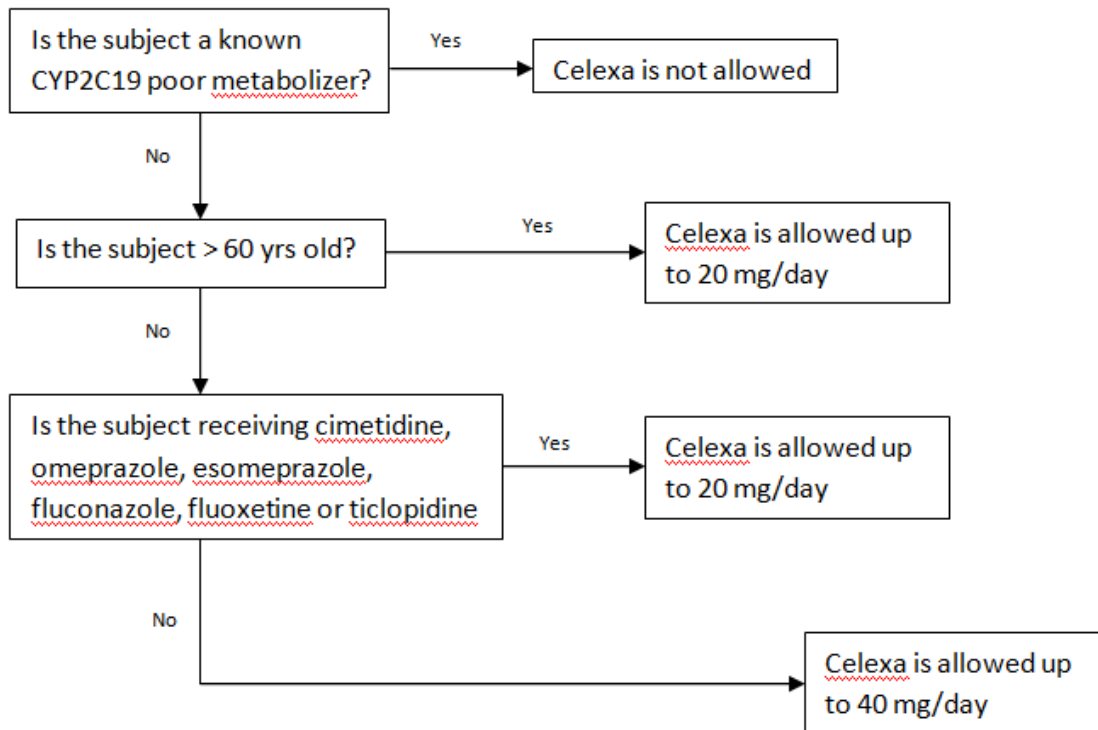 Is the subject a known
CYP2C19 poor metabolizer?
Yes
Celexa is not allowed
No
Is the subject > 60 yrs old?
Yes
Celexa is allowed up
to 20 mg/day
No
Is the subject receiving cimetidine,
omeprazole, esomeprazole,
fluconazole, fluoxetine or ticlopidine
Yes
Celexa is allowed up
to 20 mg/day
No
Celexa is allowed up
to 40 mg/day